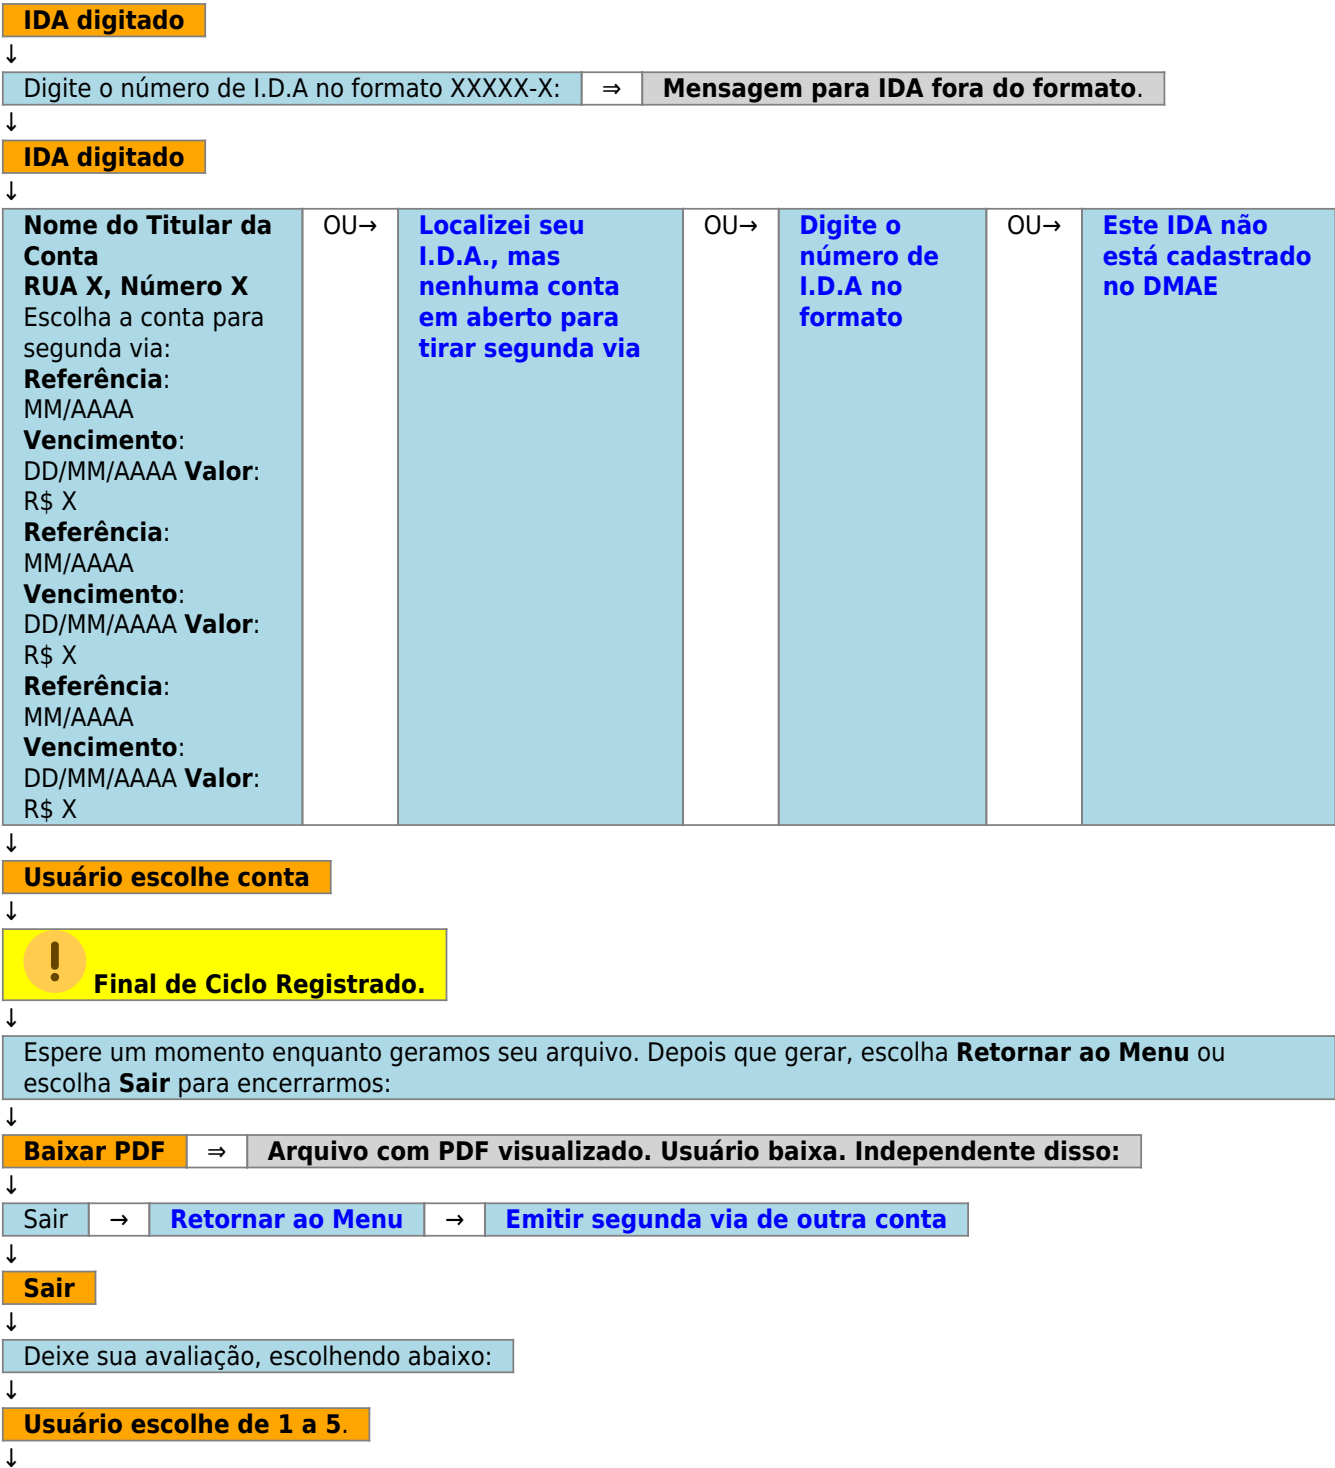 IDA digitado
↓
Digite o número de I.D.A no formato XXXXX-X: ⇒ Mensagem para IDA fora do formato.
↓
IDA digitado
↓
Nome do Titular da
Conta
RUA X, Número X
Escolha a conta para
segunda via:
Referência:
MM/AAAA
Vencimento:
DD/MM/AAAA Valor:
R$ X
Referência:
MM/AAAA
Vencimento:
DD/MM/AAAA Valor:
R$ X
Referência:
MM/AAAA
Vencimento:
DD/MM/AAAA Valor:
R$ X
OU→
Localizei seu
I.D.A., mas
nenhuma conta
em aberto para
tirar segunda via
OU→
Digite o
número de
I.D.A no
formato
OU→
Este IDA não
está cadastrado
no DMAE
↓
Usuário escolhe conta
↓
Final de Ciclo Registrado.
↓
Espere um momento enquanto geramos seu arquivo. Depois que gerar, escolha Retornar ao Menu ou
escolha Sair para encerrarmos:
↓
Baixar PDF ⇒ Arquivo com PDF visualizado. Usuário baixa. Independente disso:
↓
Sair → Retornar ao Menu → Emitir segunda via de outra conta
↓
Sair
↓
Deixe sua avaliação, escolhendo abaixo:
↓
Usuário escolhe de 1 a 5.
↓